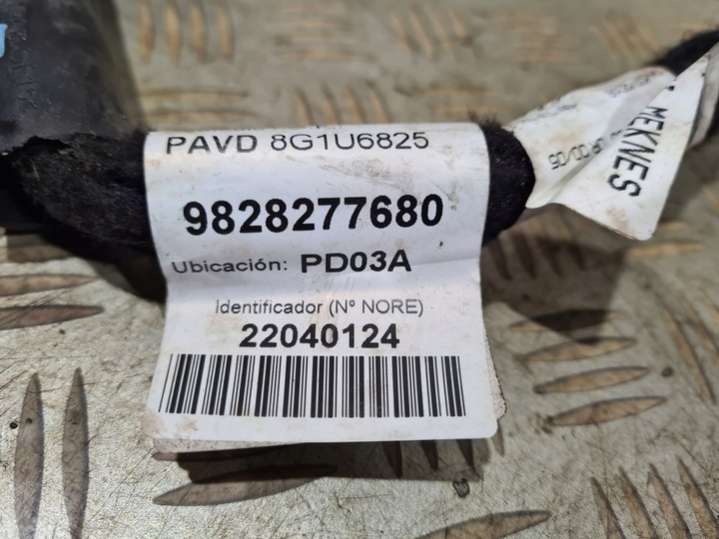 PAVD 8G1U6825
9828277680
Ubicación: PD03A
Identificador (Nº NORE)
22040124
MEKNES